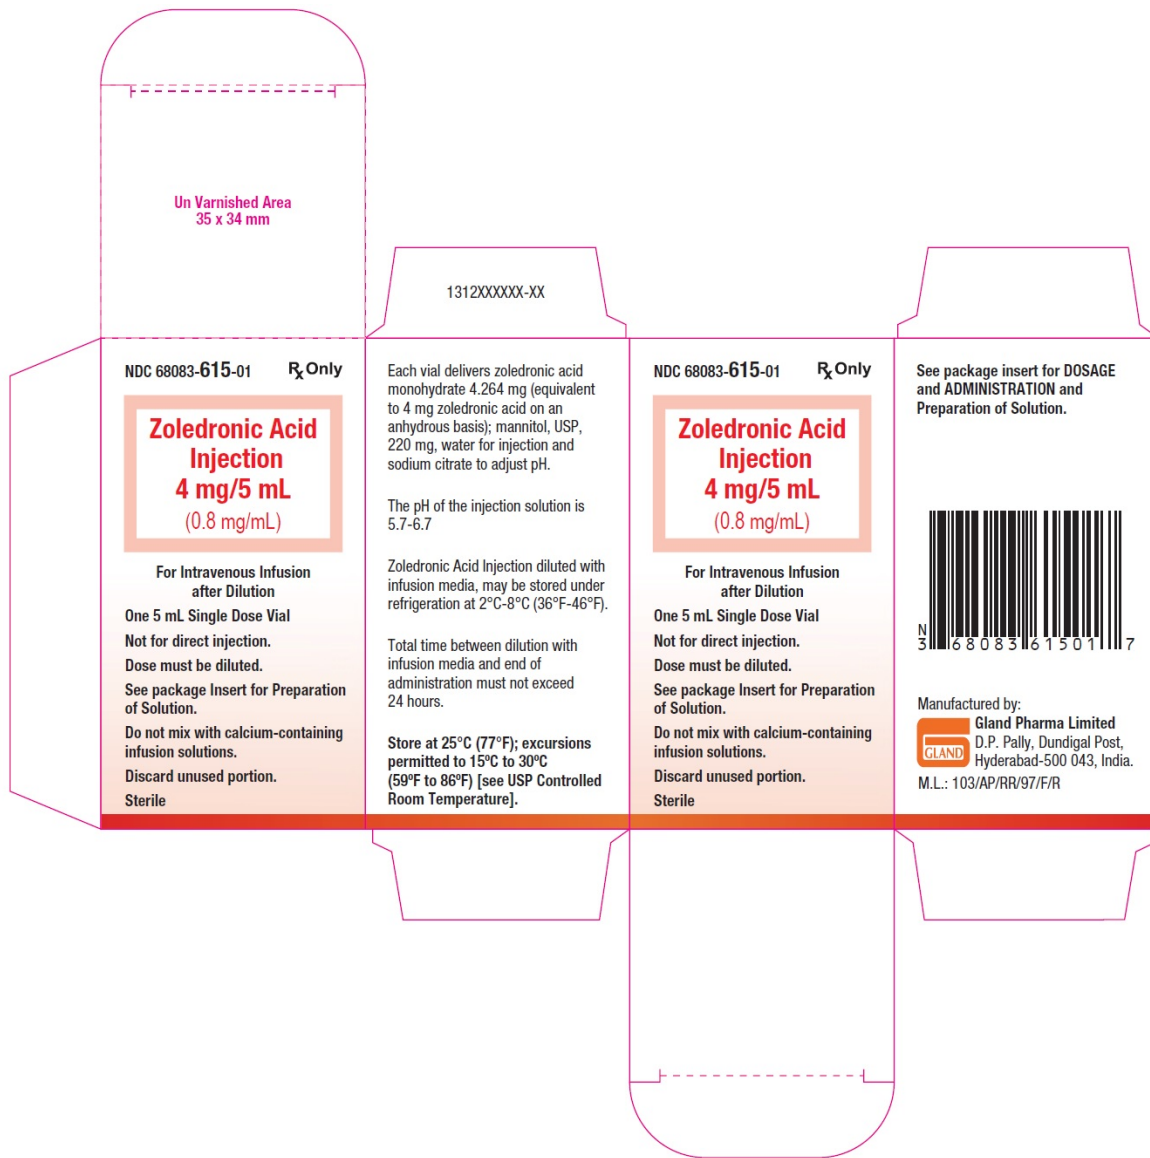 Un Varnished Area
35 x 34 mm
1312XXXXXX-XX
NDC 68083-615-01 Rx Only
Zoledronic Acid
Injection
4 mg/5 mL
(0.8 mg/mL)
For Intravenous Infusion
after Dilution
One 5 mL Single Dose Vial
Not for direct injection.
Dose must be diluted.
See package Insert for Preparation
of Solution.
Do not mix with calcium-containing
infusion solutions.
Discard unused portion.
Sterile
Each vial delivers zoledronic acid
monohydrate 4.264 mg (equivalent
to 4 mg zoledronic acid on an
anhydrous basis); mannitol, USP,
220 mg, water for injection and
sodium citrate to adjust pH.
The pH of the injection solution is
5.7-6.7
Zoledronic Acid Injection diluted with
infusion media, may be stored under
refrigeration at 2°C-8°C (36°F-46°F).
Total time between dilution with
infusion media and end of
administration must not exceed
24 hours.
Store at 25°C (77°F); excursions
permitted to 15ºC to 30ºC
(59ºF to 86ºF) [see USP Controlled
Room Temperature].
NDC 68083-615-01 Rx Only
Zoledronic Acid
Injection
4 mg/5 mL
(0.8 mg/mL)
For Intravenous Infusion
after Dilution
One 5 mL Single Dose Vial
Not for direct injection.
Dose must be diluted.
See package Insert for Preparation
of Solution.
Do not mix with calcium-containing
infusion solutions.
Discard unused portion.
Sterile
See package insert for DOSAGE
and ADMINISTRATION and
Preparation of Solution.
N
3 68083 61501 7
Manufactured by:
GLAND
Gland Pharma Limited
D.P. Pally, Dundigal Post,
Hyderabad-500 043, India.
M.L.: 103/AP/RR/97/F/R